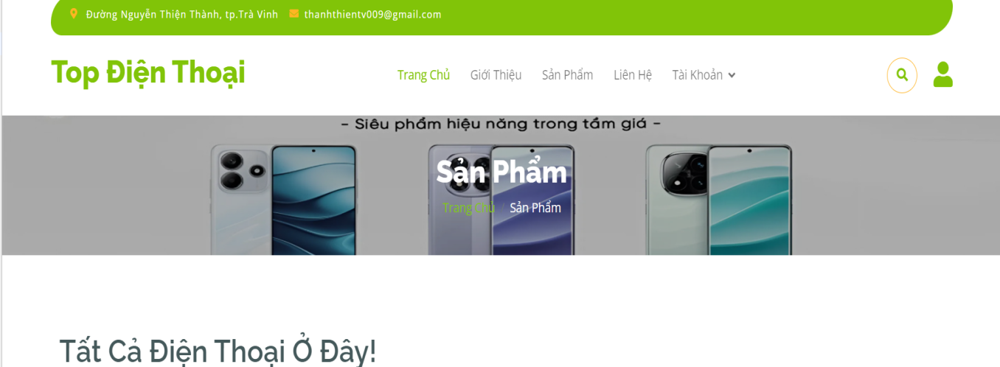 Đường Nguyễn Thiện Thành, tp.Trà Vinh thanhthientv009@gmail.com
Top Điện Thoại
Trang Chủ Giới Thiệu Sản Phẩm Liên Hệ Tài Khoản
- Siêu phẩm hiệu năng trong tầm giá -
Sản Phẩm
Trang Chủ / Sản Phẩm
Tất Cả Điện Thoại Ở Đây!